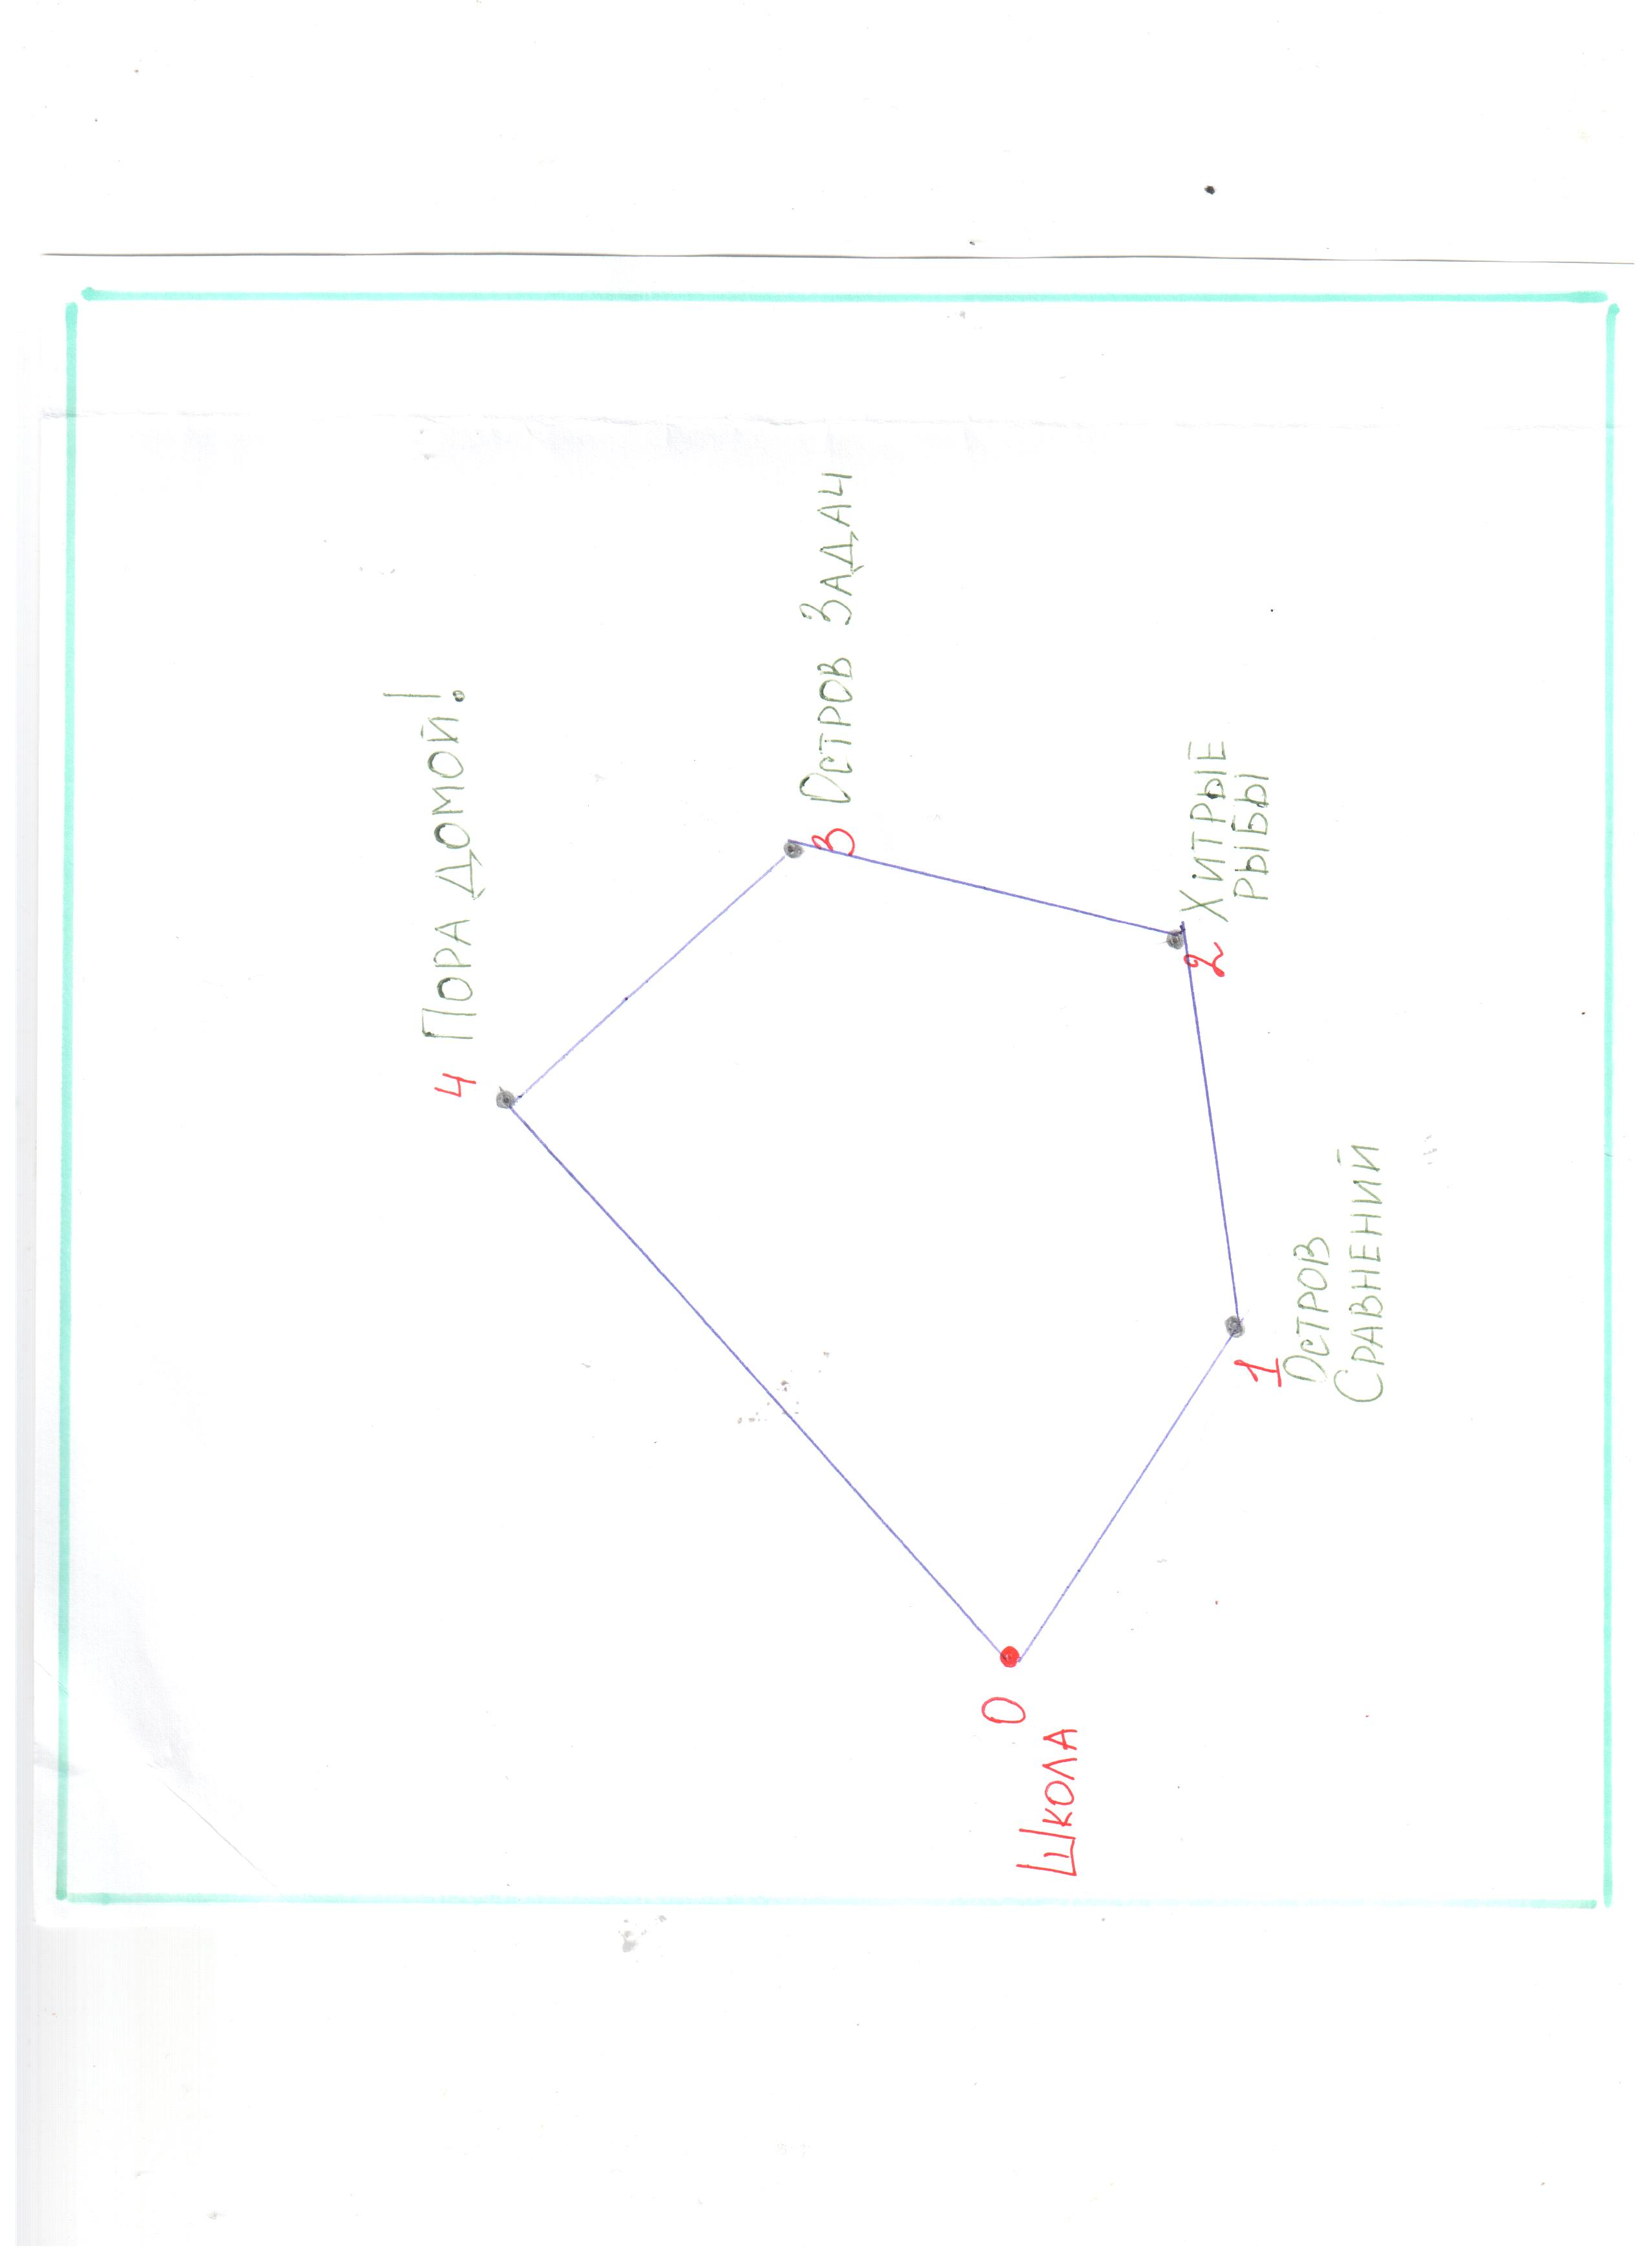 4 Пора домой!
3 Остров Задач
2 Хитрые
рыбы
1 Остров
Сравнений
0
Школа